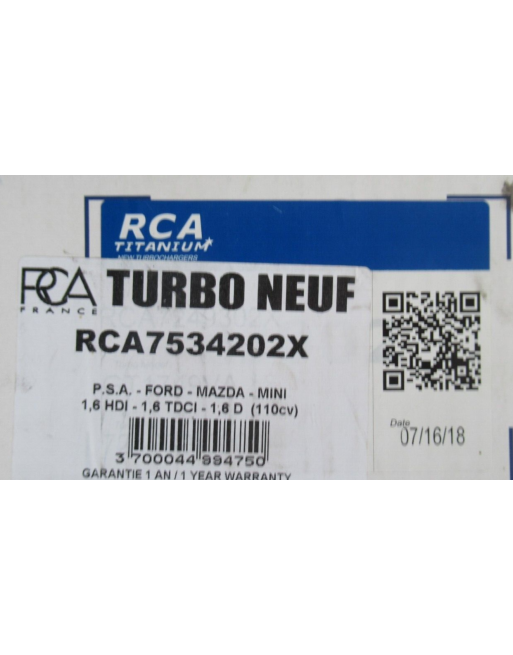 RCA
TITANIUM
NEW TURBOCHARGERS
RCA
FRANCE
TURBO NEUF
RCA7534202X
P.S.A. - FORD - MAZDA - MINI
1,6 HDI - 1,6 TDCI - 1,6 D (110cv)
3 700044 994750
GARANTIE 1 AN / 1 YEAR WARRANTY
Date
07/16/18